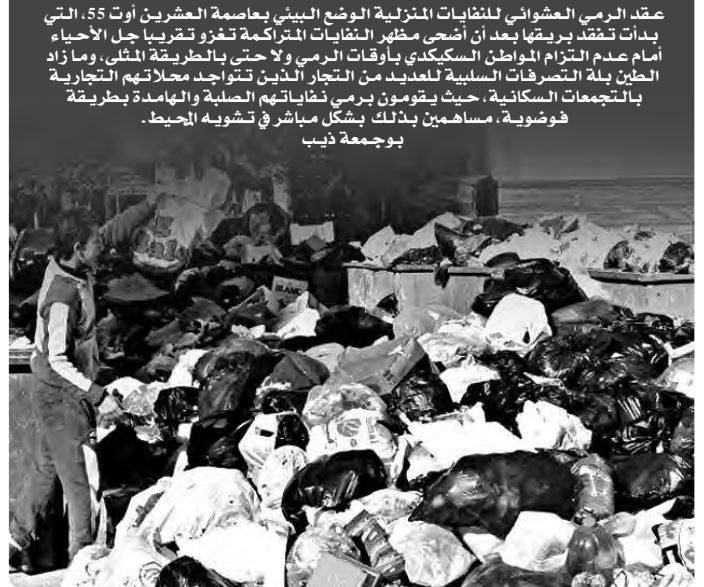 عقد الرمي العشوائي للنفايات المنزلية الوضع البيئي بعاصمة العشرين أوت 55، التي
بدأت تفقد بريقها بعد أن أضحى مظهر النفايات المتراكمة تغزو تقريبا جل الأحياء
أمام عدم التزام المواطن السكيكدي بأوقات الرمي ولا حتى بالطريقة المثلى، وما زاد
الطين بلة التصرفات السلبية للعديد من التجار الذين تتواجد محلاتهم التجارية
بالتجمعات السكانية، حيث يقومون برمي نفاياتهم الصلبة والهامدة بطريقة
فوضوية، مساهمين بذلك بشكل مباشر في تشويه المحيط.
بوجمعة ذيب
BLANC